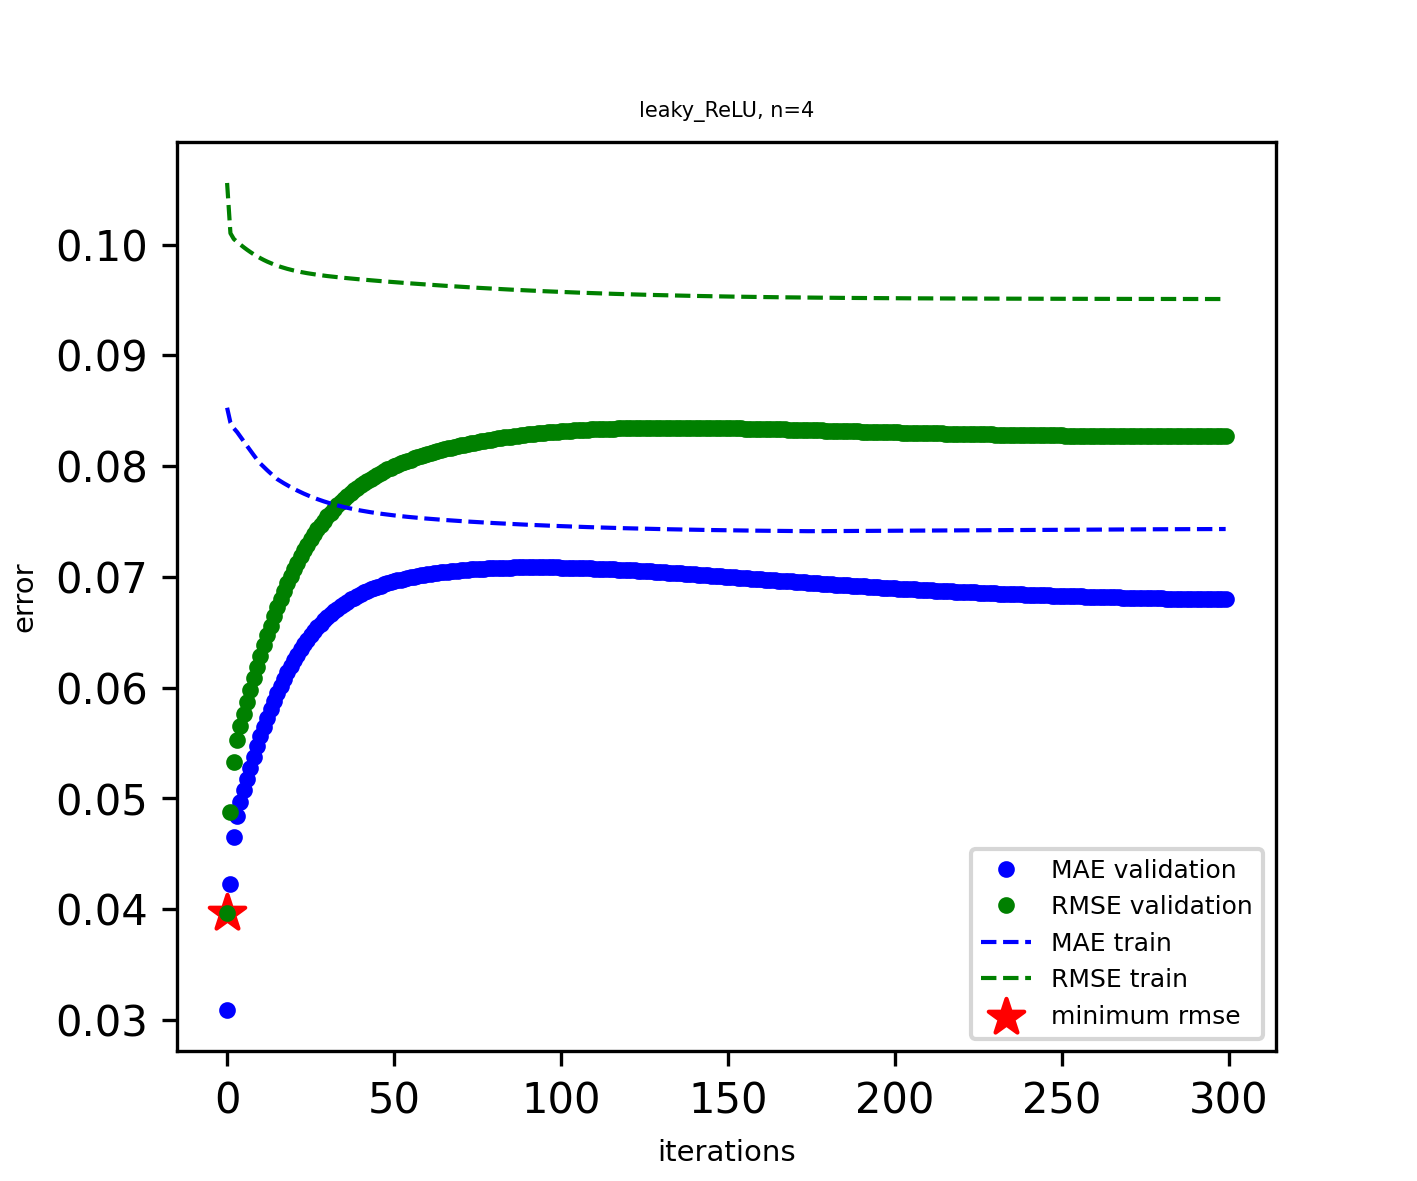 leaky_ReLU, n=4
error
0.10
0.09
0.08
0.07
0.06
0.05
0.04
0.03
MAE validation
RMSE validation
MAE train
RMSE train
minimum rmse
0 50 100 150 200 250 300
iterations